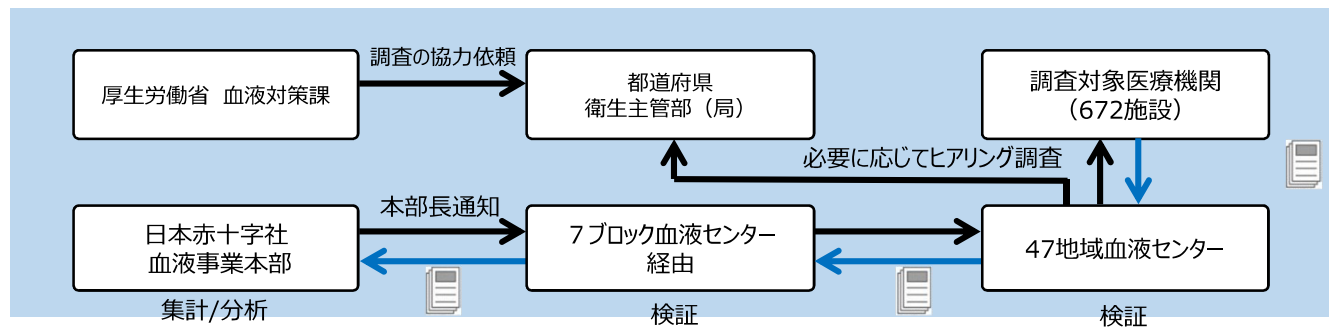 調査の協力依頼
厚生労働省 血液対策課
都道府県
衛生主管部（局）
調査対象医療機関
（672施設）
必要に応じてヒアリング調査
本部長通知
日本赤十字社
血液事業本部
７ブロック血液センター
経由
47地域血液センター
集計/分析
検証
検証